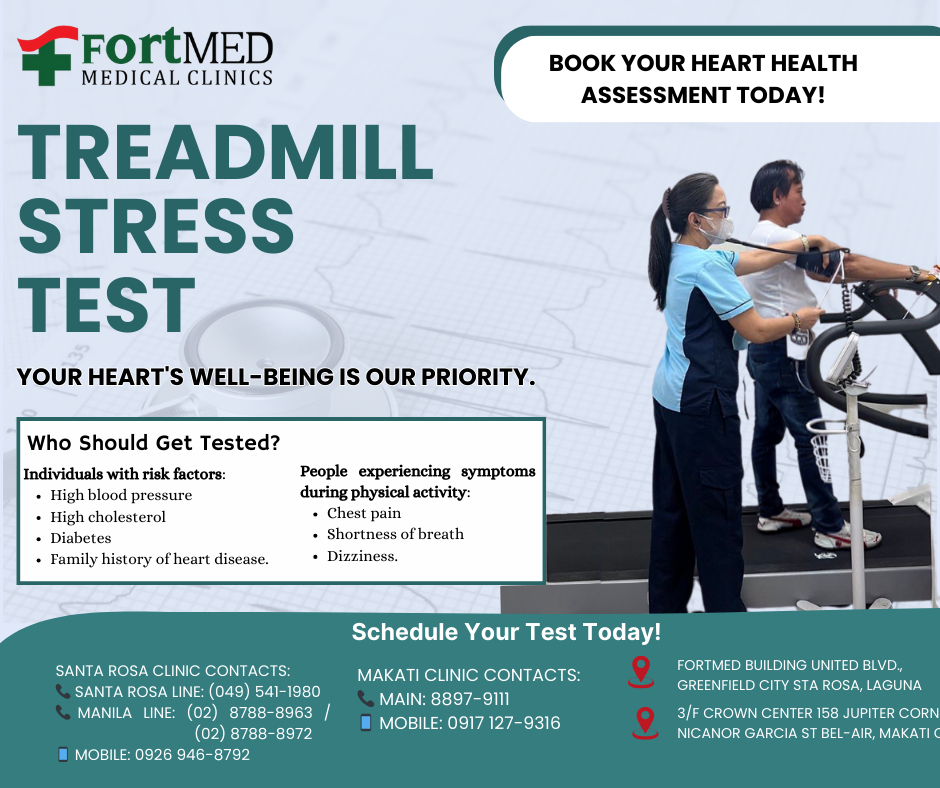 FortMED
MEDICAL CLINICS
BOOK YOUR HEART HEALTH
ASSESSMENT TODAY!
TREADMILL
STRESS
TEST
YOUR HEART'S WELL-BEING IS OUR PRIORITY.
Who Should Get Tested?
Individuals with risk factors:
• High blood pressure
• High cholesterol
• Diabetes
• Family history of heart disease.
People experiencing symptoms
during physical activity:
• Chest pain
• Shortness of breath
• Dizziness.
Schedule Your Test Today!
SANTA ROSA CLINIC CONTACTS:
SANTA ROSA LINE: (049) 541-1980
MANILA LINE: (02) 8788-8963 /
(02) 8788-8972
MOBILE: 0926 946-8792
MAKATI CLINIC CONTACTS:
MAIN: 8897-9111
MOBILE: 0917 127-9316
FORTMED BUILDING UNITED BLVD.,
GREENFIELD CITY STA ROSA, LAGUNA
3/F CROWN CENTER 158 JUPITER CORN
NICANOR GARCIA ST BEL-AIR, MAKATI
135